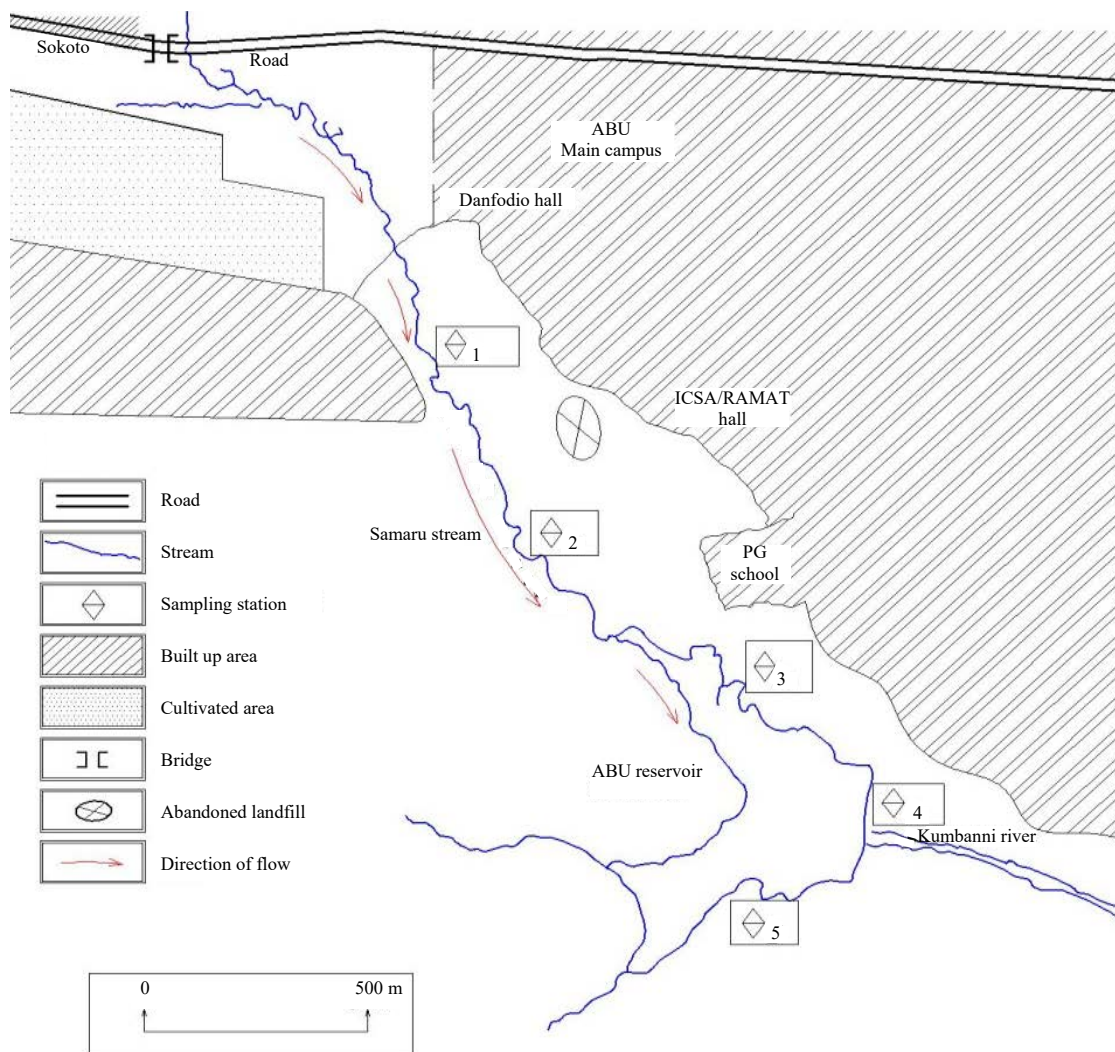 Sokoto
Road
ABU
Main campus
Danfodio hall
1
ICSA/RAMAT
hall
Samaru stream
2
PG
school
3
ABU reservoir
4
Kumbanni river
5
Road
Stream
Sampling station
Built up area
Cultivated area
Bridge
Abandoned landfill
Direction of flow
0 500 m